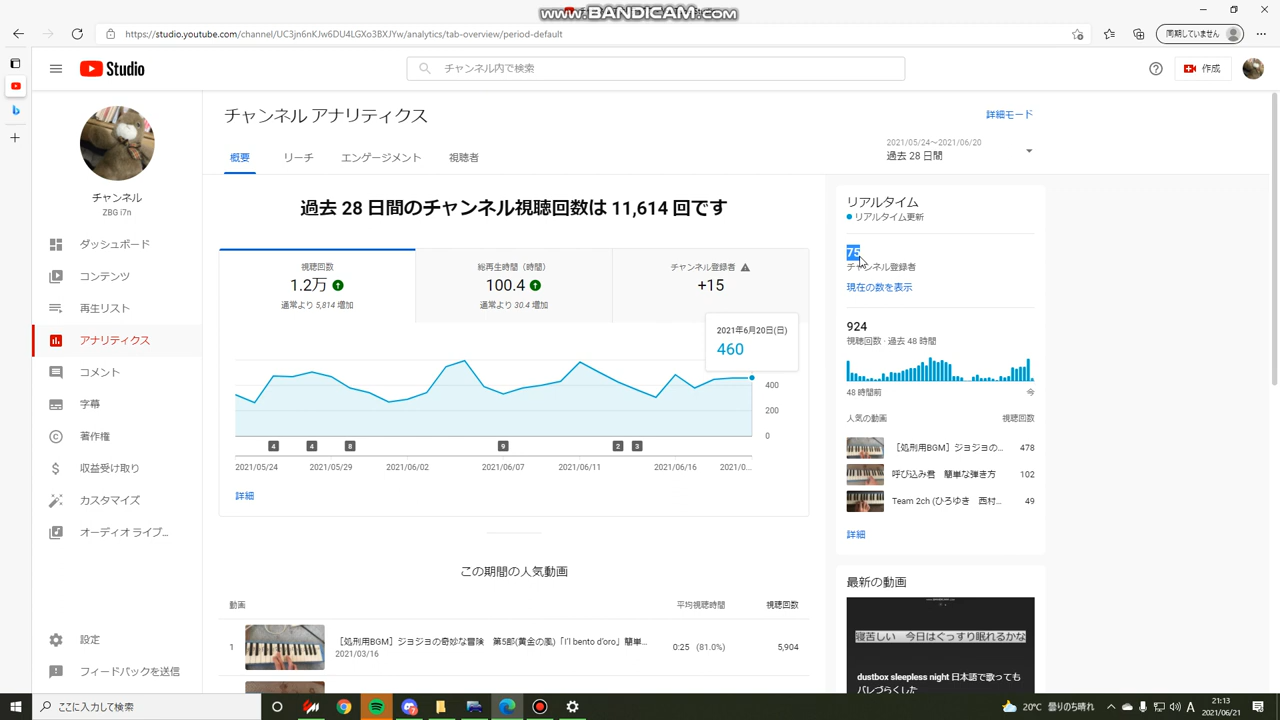 www.BANDICAM.com
https://studio.youtube.com/channel/UC3jn6nKJw6DU4LGXo3BXJYw/analytics/tab-overview/period-default
同期していません
Studio
チャンネル内で検索
作成
チャンネル
ZBG i7n
ダッシュボード
コンテンツ
再生リスト
アナリティクス
コメント
字幕
著作権
収益受け取り
カスタマイズ
オーディオ ライブ...
設定
フィードバックを送信
チャンネル アナリティクス
詳細モード
概要
リーチ
エンゲージメント
視聴者
2021/05/24～2021/06/20
過去 28 日間
過去 28 日間のチャンネル視聴回数は 11,614 回です
視聴回数
1.2万
通常より 5,814 増加
総再生時間（時間）
100.4
通常より 30.4 増加
チャンネル登録者
+15
2021年6月20日(日)
460
400
200
0
4 4 8 9 2 3
2021/05/24 2021/05/29 2021/06/02 2021/06/07 2021/06/11 2021/06/16 2021/0...
詳細
この期間の人気動画
動画 平均視聴時間 視聴回数
1 【処刑用BGM】ジョジョの奇妙な冒険　第5部(黄金の風)「I'l bento d'oro」簡単... 0:25 (81.0%) 5,904
2021/03/16
リアルタイム
リアルタイム更新
75
チャンネル登録者
現在の数を表示
924
視聴回数 · 過去 48 時間
48 時間前 今
人気の動画 視聴回数
【処刑用BGM】ジョジョの... 478
呼び込み君　簡単な弾き方 102
Team 2ch (ひろゆき　西村... 49
詳細
最新の動画
寝苦しい　今日はぐっすり眠れるかな
dustbox sleepless night 日本語で歌っても
バレづらくした
ここに入力して検索
20°C 曇りのち晴れ
A
21:13
2021/06/21